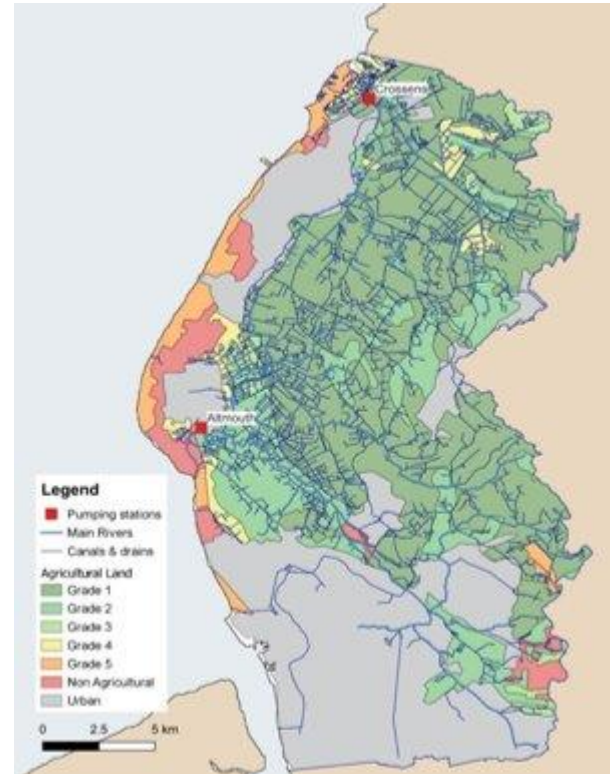 Crossens
Altmouth
Legend
Pumping stations
Main Rivers
Canals & drains
Agricultural Land
Grade 1
Grade 2
Grade 3
Grade 4
Grade 5
Non Agricultural
Urban
0 2.5 5 km